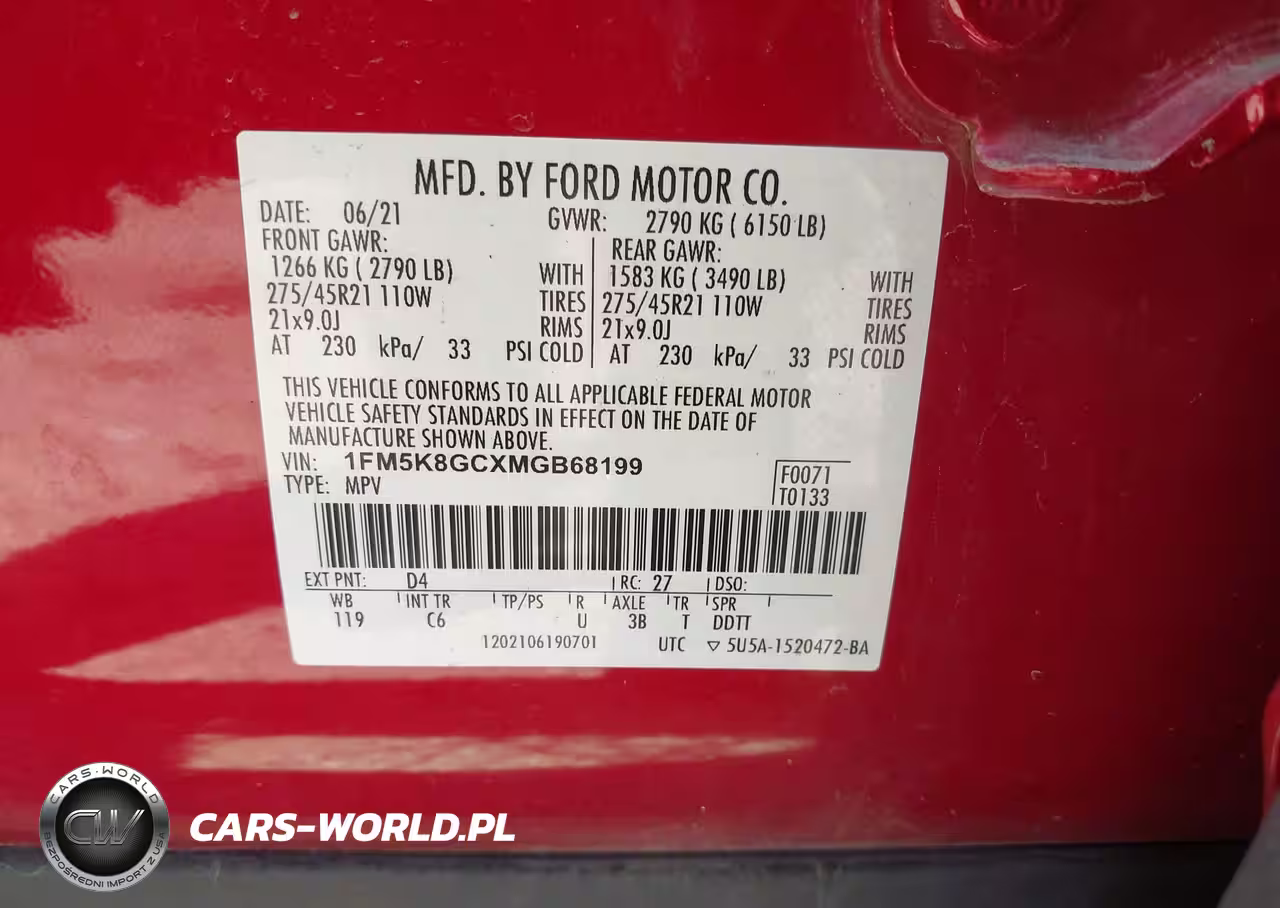 MFD. BY FORD MOTOR CO.
DATE: 06/21 GVWR: 2790 KG ( 6150 LB)
FRONT GAWR: REAR GAWR:
1266 KG ( 2790 LB) WITH 1583 KG ( 3490 LB) WITH
275/45R21 110W TIRES 275/45R21 110W TIRES
21x9.0J RIMS 21x9.0J RIMS
AT 230 kPa/ 33 PSI COLD AT 230 kPa/ 33 PSI COLD
THIS VEHICLE CONFORMS TO ALL APPLICABLE FEDERAL MOTOR
VEHICLE SAFETY STANDARDS IN EFFECT ON THE DATE OF
MANUFACTURE SHOWN ABOVE.
VIN: 1FM5K8GCXMGB68199 F0071
TYPE: MPV T0133
EXT PNT: D4 RC: 27 DSO:
WB INT TR TP/PS R AXLE TR SPR
119 C6 U 3B T DDTT
1202106190701 UTC ▽ 5U5A-1520472-BA
CARS-WORLD
CW
BEZPOŚREDNI IMPORT Z USA
CARS-WORLD.PL